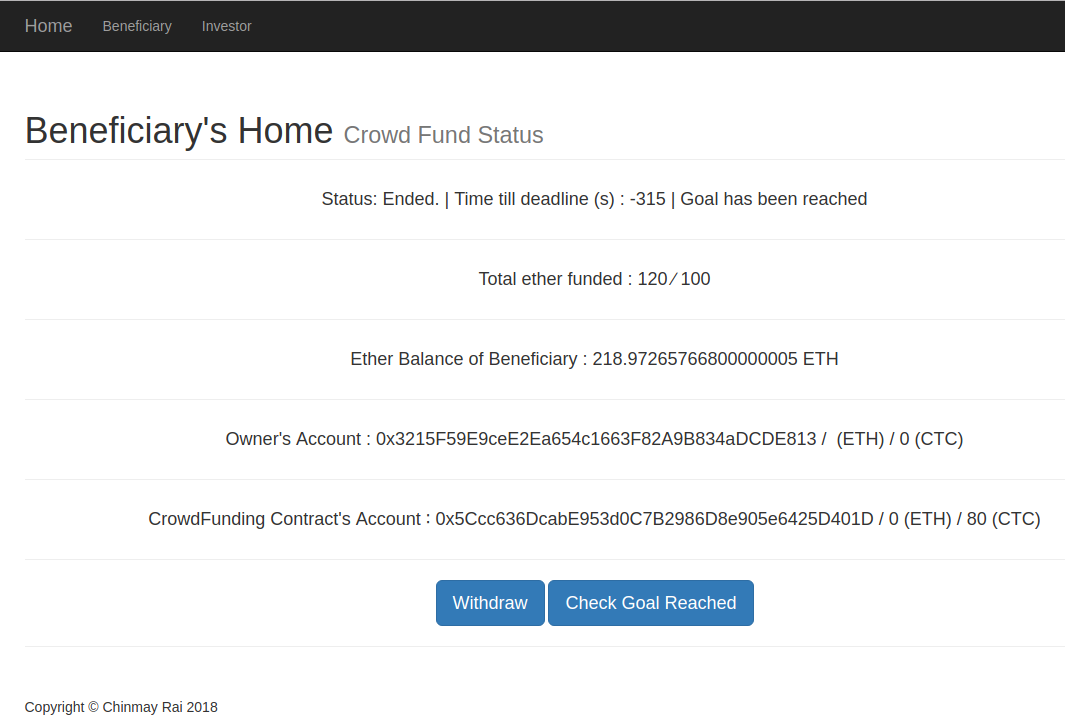 Home Beneficiary Investor
Beneficiary's Home Crowd Fund Status
Status: Ended. | Time till deadline (s) : -315 | Goal has been reached
Total ether funded : 120 ⁄ 100
Ether Balance of Beneficiary : 218.97265766800000005 ETH
Owner's Account : 0x3215F59E9ceE2Ea654c1663F82A9B834aDCDE813 / (ETH) / 0 (CTC)
CrowdFunding Contract's Account : 0x5Ccc636DcabE953d0C7B2986D8e905e6425D401D / 0 (ETH) / 80 (CTC)
Withdraw Check Goal Reached
Copyright © Chinmay Rai 2018